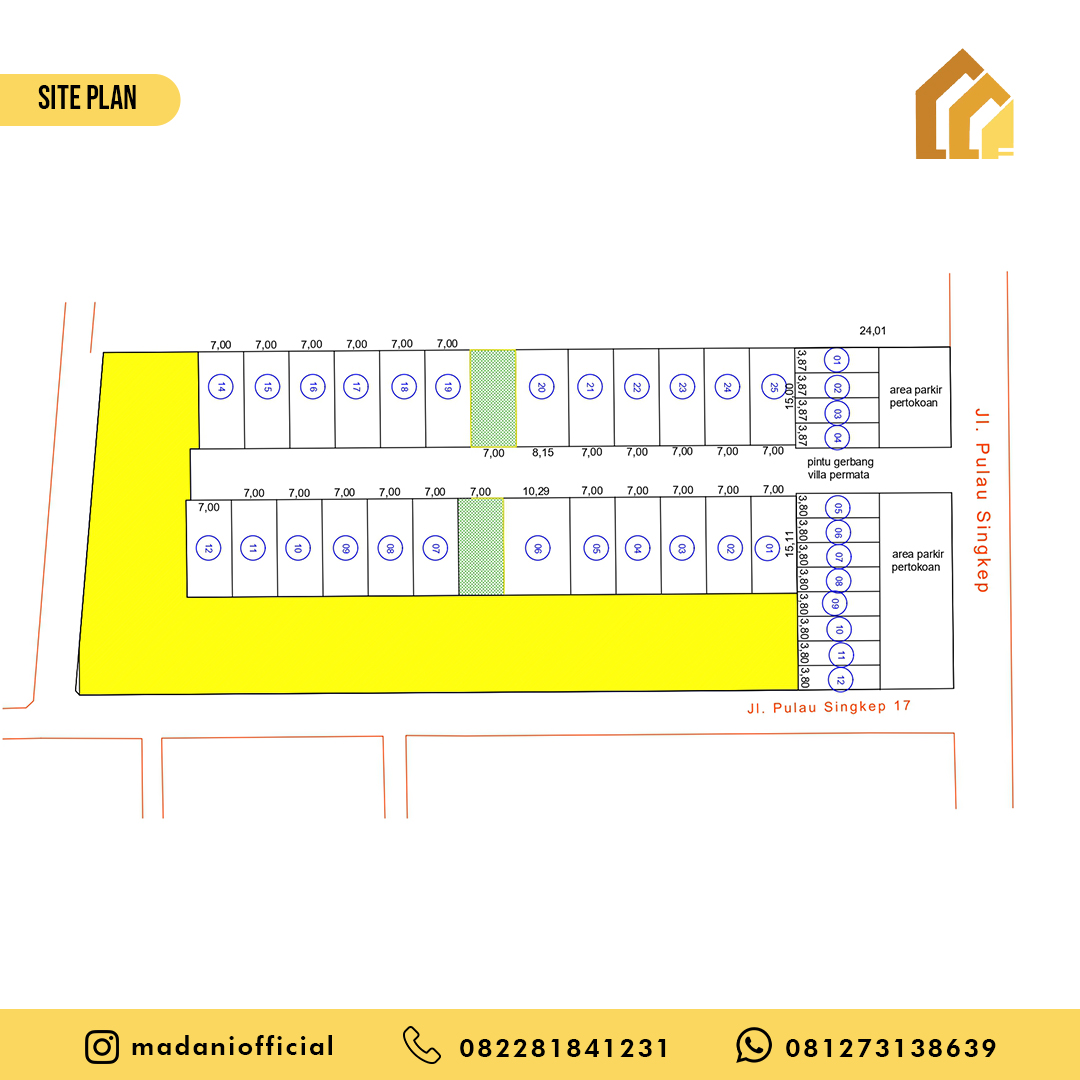 SITE PLAN
24,01
7,00 7,00 7,00 7,00 7,00 7,00
14 15 16 17 18 19 20 21 22 23 24 25
15,00
3,87 01
3,87 02
3,87 03
3,87 04
area parkir
pertokoan
7,00 8,15 7,00 7,00 7,00 7,00 7,00
pintu gerbang
villa permata
Jl. Pulau Singkep
7,00 7,00 7,00 7,00 7,00 7,00 10,29 7,00 7,00 7,00 7,00 7,00
7,00
12 11 10 09 08 07 06 05 04 03 02 01
15,11
3,80 05
3,80 06
3,80 07
3,80 08
3,80 09
3,80 10
3,80 11
3,80 12
area parkir
pertokoan
Jl. Pulau Singkep 17
madaniofficial 082281841231 081273138639